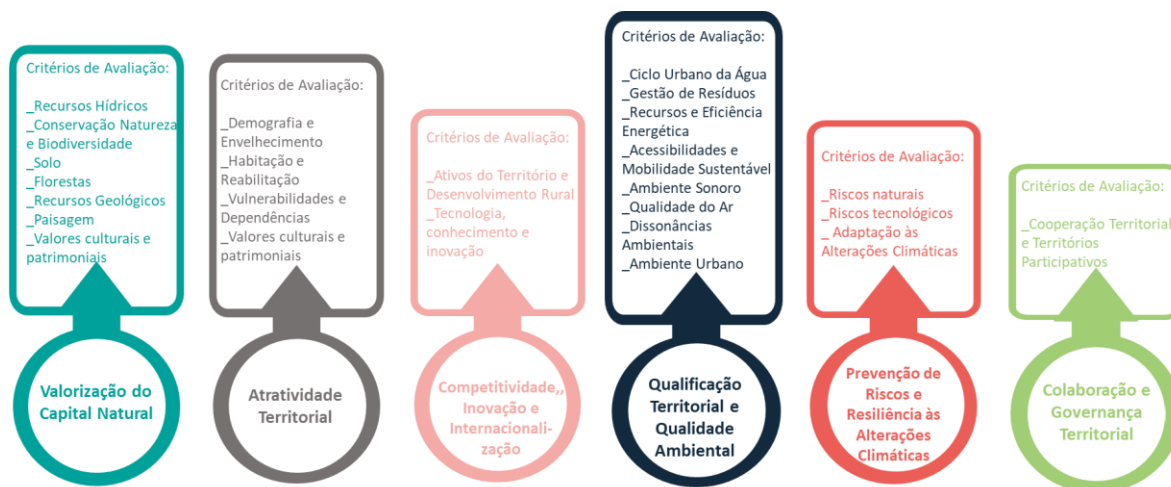 Critérios de Avaliação:
_Recursos Hídricos
_Conservação Natureza
e Biodiversidade
_Solo
_Florestas
_Recursos Geológicos
_Paisagem
_Valores culturais e
patrimoniais
Valorização do
Capital Natural
Critérios de Avaliação:
_Demografia e
Envelhecimento
_Habitação e
Reabilitação
_Vulnerabilidades e
Dependências
_Valores culturais e
patrimoniais
Atratividade
Territorial
Critérios de Avaliação:
_Ativos do Território e
Desenvolvimento Rural
_Tecnologia,
conhecimento e
inovação
Competitividade,,
Inovação e
Internacionali-
zação
Critérios de Avaliação:
_Ciclo Urbano da Água
_Gestão de Resíduos
_Recursos e Eficiência
Energética
_Acessibilidades e
Mobilidade Sustentável
_Ambiente Sonoro
_Qualidade do Ar
_Dissonâncias
Ambientais
_Ambiente Urbano
Qualificação
Territorial e
Qualidade
Ambiental
Critérios de Avaliação:
_Riscos naturais
_Riscos tecnológicos
_ Adaptação às
Alterações Climáticas
Prevenção de
Riscos e
Resiliência às
Alterações
Climáticas
Critérios de Avaliação:
_Cooperação Territorial
e Territórios
Participativos
Colaboração e
Governança
Territorial